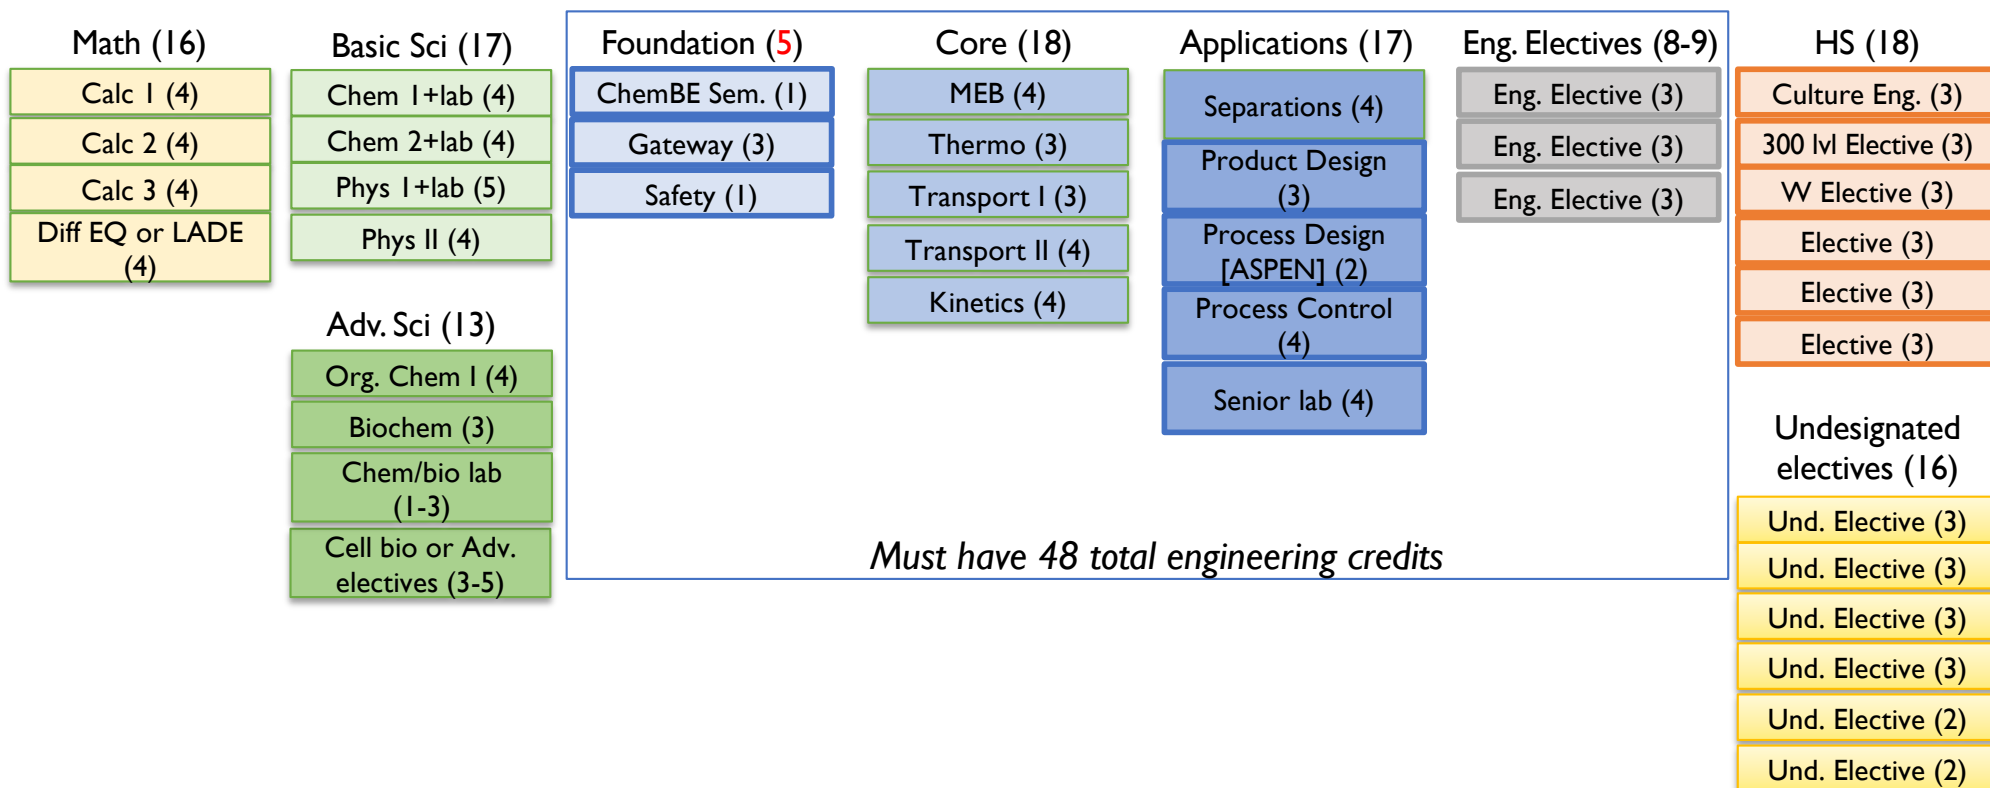 Math (16)
Calc 1 (4)
Calc 2 (4)
Calc 3 (4)
Diff EQ or LADE
(4)
Basic Sci (17)
Chem 1+lab (4)
Chem 2+lab (4)
Phys 1+lab (5)
Phys II (4)
Adv. Sci (13)
Org. Chem I (4)
Biochem (3)
Chem/bio lab
(1-3)
Cell bio or Adv.
electives (3-5)
Foundation (5)
ChemBE Sem. (1)
Gateway (3)
Safety (1)
Core (18)
MEB (4)
Thermo (3)
Transport I (3)
Transport II (4)
Kinetics (4)
Applications (17)
Separations (4)
Product Design
(3)
Process Design
[ASPEN] (2)
Process Control
(4)
Senior lab (4)
Eng. Electives (8-9)
Eng. Elective (3)
Eng. Elective (3)
Eng. Elective (3)
Must have 48 total engineering credits
HS (18)
Culture Eng. (3)
300 lvl Elective (3)
W Elective (3)
Elective (3)
Elective (3)
Elective (3)
Undesignated
electives (16)
Und. Elective (3)
Und. Elective (3)
Und. Elective (3)
Und. Elective (3)
Und. Elective (2)
Und. Elective (2)